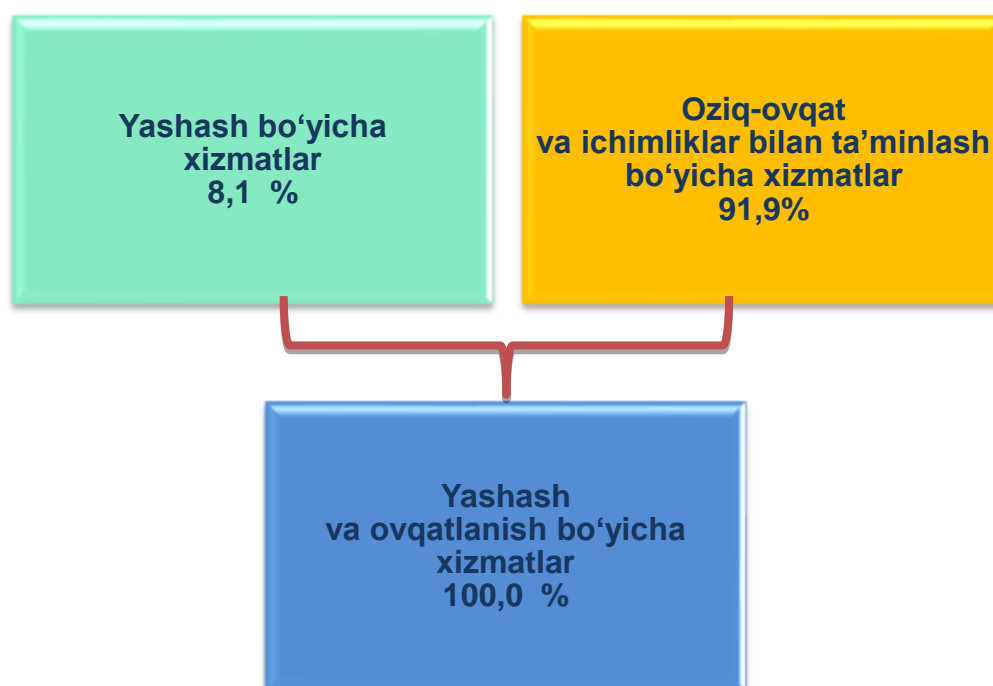 Yashash bo‘yicha
xizmatlar
8,1 %
Oziq-ovqat
va ichimliklar bilan ta’minlash
bo‘yicha xizmatlar
91,9%
Yashash
va ovqatlanish bo‘yicha
xizmatlar
100,0 %